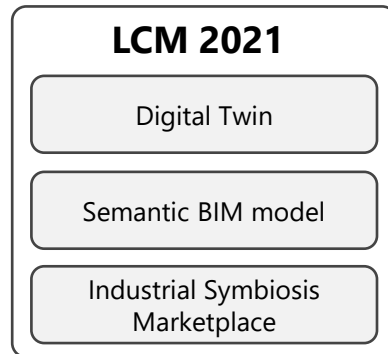 LCM 2021
Digital Twin
Semantic BIM model
Industrial Symbiosis
Marketplace